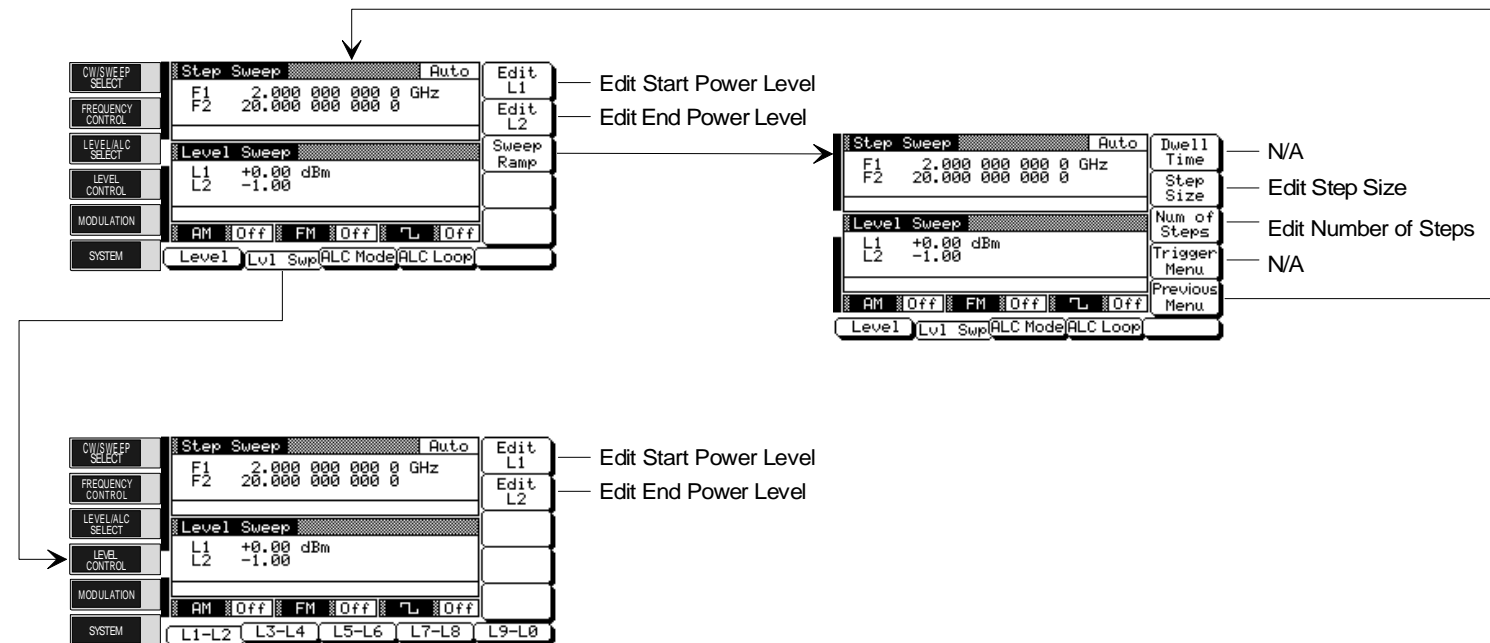 CW/SWEEP
SELECT
FREQUENCY
CONTROL
LEVEL/ALC
SELECT
LEVEL
CONTROL
MODULATION
SYSTEM
Step Sweep Auto
F1 2.000 000 000 0 GHz
F2 20.000 000 000 0
Level Sweep
L1 +0.00 dBm
L2 -1.00
AM Off FM Off Off
Level Lvl Swp ALC Mode ALC Loop
Edit
L1
Edit
L2
Sweep
Ramp
Edit Start Power Level
Edit End Power Level
Step Sweep Auto
F1 2.000 000 000 0 GHz
F2 20.000 000 000 0
Level Sweep
L1 +0.00 dBm
L2 -1.00
AM Off FM Off Off
Level Lvl Swp ALC Mode ALC Loop
Dwell
Time
Step
Size
Num of
Steps
Trigger
Menu
Previous
Menu
N/A
Edit Step Size
Edit Number of Steps
N/A
CW/SWEEP
SELECT
FREQUENCY
CONTROL
LEVEL/ALC
SELECT
LEVEL
CONTROL
MODULATION
SYSTEM
Step Sweep Auto
F1 2.000 000 000 0 GHz
F2 20.000 000 000 0
Level Sweep
L1 +0.00 dBm
L2 -1.00
AM Off FM Off Off
L1-L2 L3-L4 L5-L6 L7-L8 L9-L0
Edit
L1
Edit
L2
Edit Start Power Level
Edit End Power Level